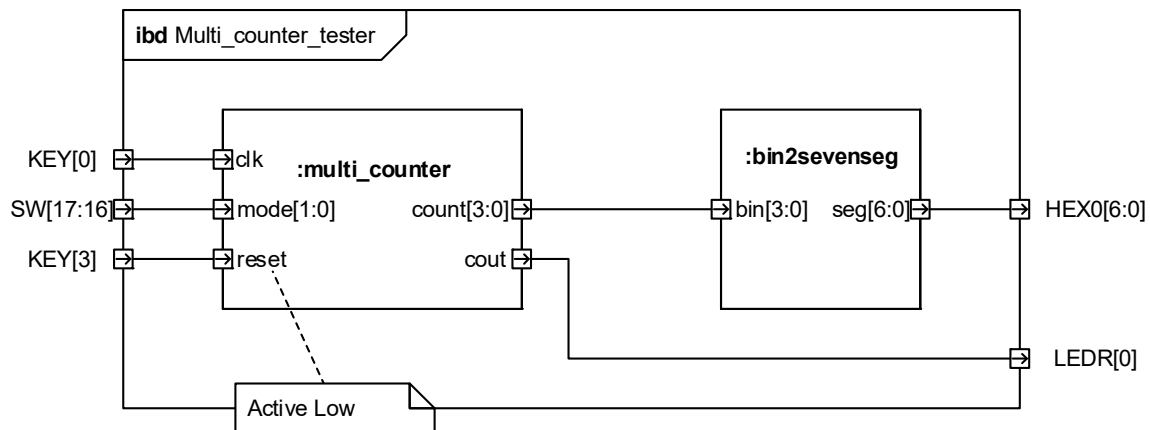 ibd Multi_counter_tester
KEY[0]
clk
:multi_counter
:bin2sevenseg
SW[17:16]
mode[1:0]
count[3:0]
bin[3:0]
seg[6:0]
HEX0[6:0]
KEY[3]
reset
cout
LEDR[0]
Active Low